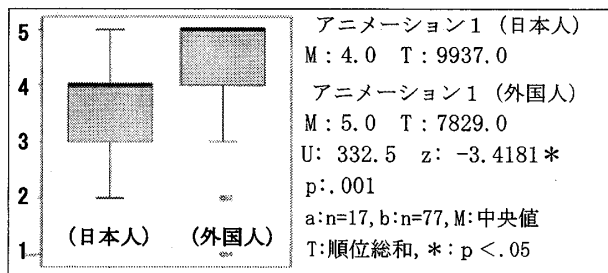 5
4
3
2
1
(日本人) (外国人)
アニメーション1 (日本人)
M：4.0 T：9937.0
アニメーション1 (外国人)
M：5.0 T：7829.0
U: 332.5 z: -3.4181*
p:.001
a:n=17,b:n=77,M:中央値
T:順位総和,*：p＜.05